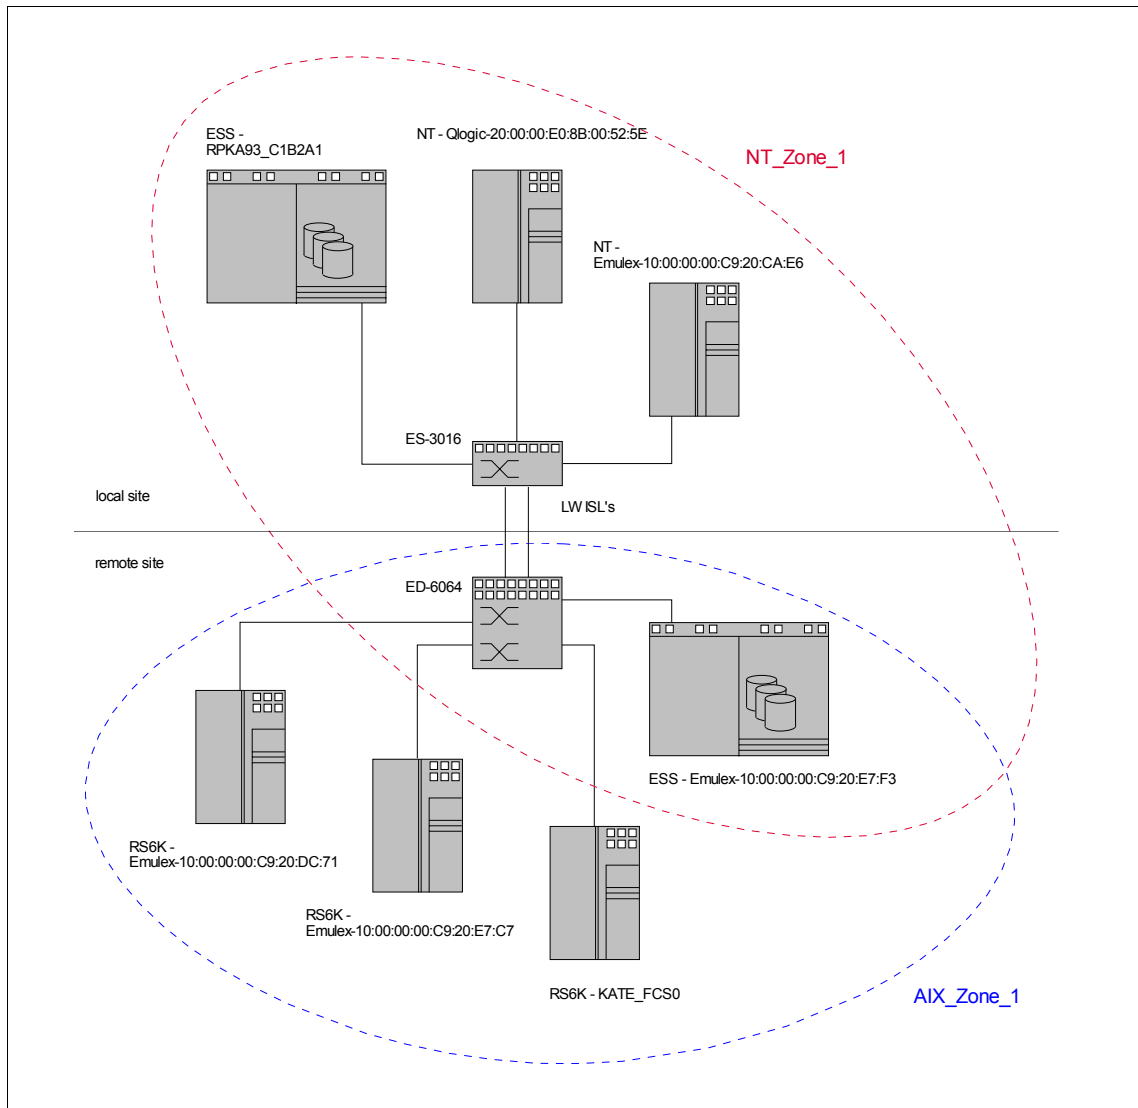 ESS -
RPKA93_C1B2A1
NT - Qlogic-20:00:00:E0:8B:00:52:5E
NT_Zone_1
NT -
Emulex-10:00:00:00:C9:20:CA:E6
ES-3016
local site
LW ISL's
remote site
ED-6064
ESS - Emulex-10:00:00:00:C9:20:E7:F3
RS6K -
Emulex-10:00:00:00:C9:20:DC:71
RS6K -
Emulex-10:00:00:00:C9:20:E7:C7
RS6K - KATE_FCS0
AIX_Zone_1